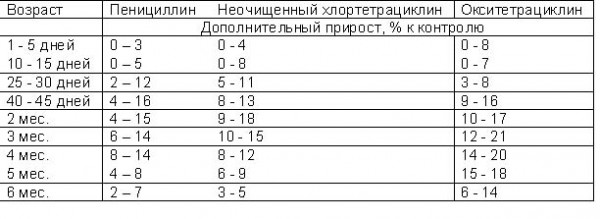 Возраст Пенициллин Неочищенный хлортетрациклин Окситетрациклин
Дополнительный прирост, % к контролю
1 - 5 дней 0 – 3 0 - 4 0 - 8
10 - 15 дней 0 – 5 0 - 8 0 - 7
25 - 30 дней 2 – 12 5 - 11 3 - 8
40 - 45 дней 4 – 16 8 - 13 9 - 16
2 мес. 4 – 15 9 - 18 10 - 17
3 мес. 6 – 14 10 - 15 12 - 21
4 мес. 8 – 14 8 - 12 14 - 20
5 мес. 4 – 8 6 - 9 15 - 18
6 мес. 2 – 7 3 - 5 6 - 14